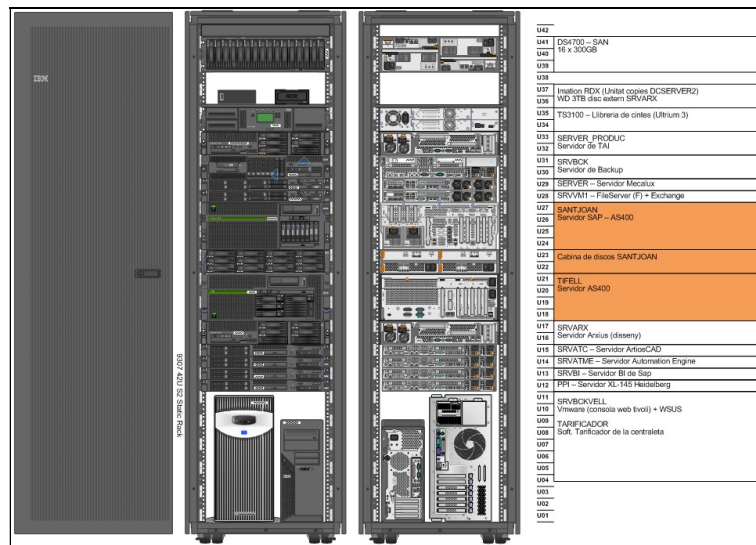 IBM
9307 42U S2 Static Rack
IBM
U42
U41 DS4700 – SAN
U40 16 x 300GB
U39
U38
U37 Imation RDX (Unitat copies DCSERVER2)
U36 WD 3TB disc extern SRVARX
U35 TS3100 – Llibreria de cintes (Ultrium 3)
U34
U33 SERVER_PRODUC
U32 Servidor de TAI
U31 SRVBCK
U30 Servidor de Backup
U29 SERVER – Servidor Mecalux
U28 SRVVM1 – FileServer (F) + Exchange
U27 SANTJOAN
U26 Servidor SAP – AS400
U25
U24
U23 Cabina de discos SANTJOAN
U22
U21 TIFELL
U20 Servidor AS400
U19
U18
U17 SRVARX
U16 Servidor Arxius (disseny)
U15 SRVATC – Servidor ArtiosCAD
U14 SRVATME – Servidor Automation Engine
U13 SRVBI – Servidor BI de Sap
U12 PPI – Servidor XL-145 Heidelberg
U11 SRVBCKVELL
U10 Vmware (consola web tivoli) + WSUS
U09 TARIFICADOR
U08 Soft. Tarificador de la centraleta
U07
U06
U05
U04
U03
U02
U01